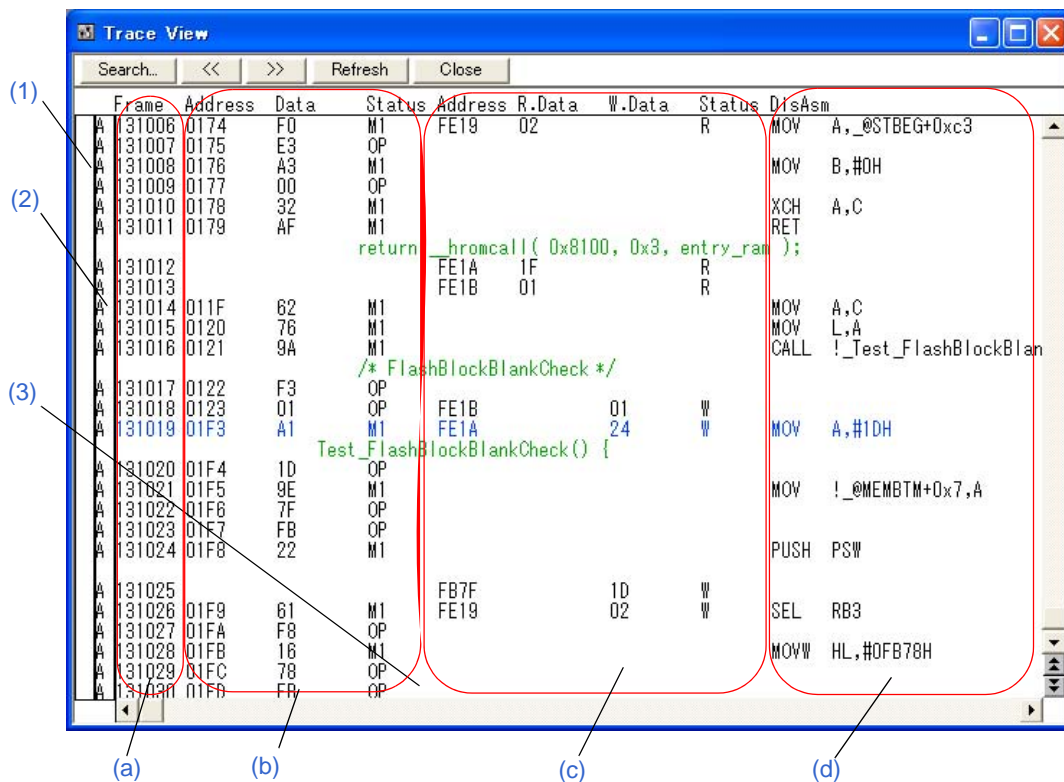 Trace View
Search... << >> Refresh Close
Frame Address Data Status Address R.Data W.Data Status DisAsm
(1)
A 131006 0174 F0 M1 FE19 02 R MOV A,_@STBEG+0xc3
A 131007 0175 E3 OP
A 131008 0176 A3 M1 MOV B,#0H
A 131009 0177 00 OP
(2)
A 131010 0178 32 M1 XCH A,C
A 131011 0179 AF M1 RET
return __hromcall( 0x8100, 0x3, entry_ram );
A 131012 FE1A 1F R
A 131013 FE1B 01 R
A 131014 011F 62 M1 MOV A,C
A 131015 0120 76 M1 MOV L,A
A 131016 0121 9A M1 CALL !_Test_FlashBlockBlan
/* FlashBlockBlankCheck */
(3)
A 131017 0122 F3 OP
A 131018 0123 01 OP FE1B 01 W
A 131019 01F3 A1 M1 FE1A 24 W MOV A,#1DH
Test_FlashBlockBlankCheck() {
A 131020 01F4 1D OP
A 131021 01F5 9E M1 MOV !_@MEMBTM+0x7,A
A 131022 01F6 7F OP
A 131023 01F7 FB OP
A 131024 01F8 22 M1 PUSH PSW
A 131025 FB7F 1D W
A 131026 01F9 61 M1 FE19 02 W SEL RB3
A 131027 01FA F8 OP
A 131028 01FB 16 M1 MOVW HL,#0FB78H
A 131029 01FC 78 OP
A 131030 01FD FB OP
(a) (b) (c) (d)